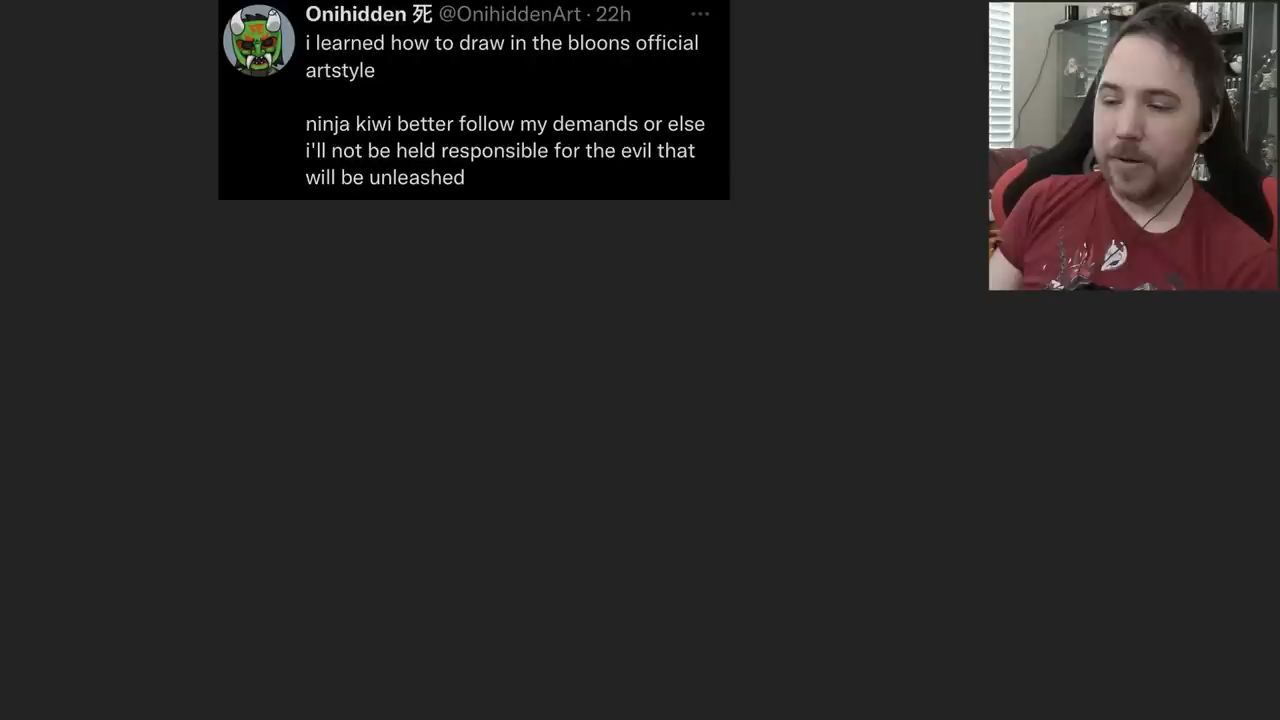 Onihidden 死 @OnihiddenArt · 22h
i learned how to draw in the bloons official
artstyle
ninja kiwi better follow my demands or else
i'll not be held responsible for the evil that
will be unleashed